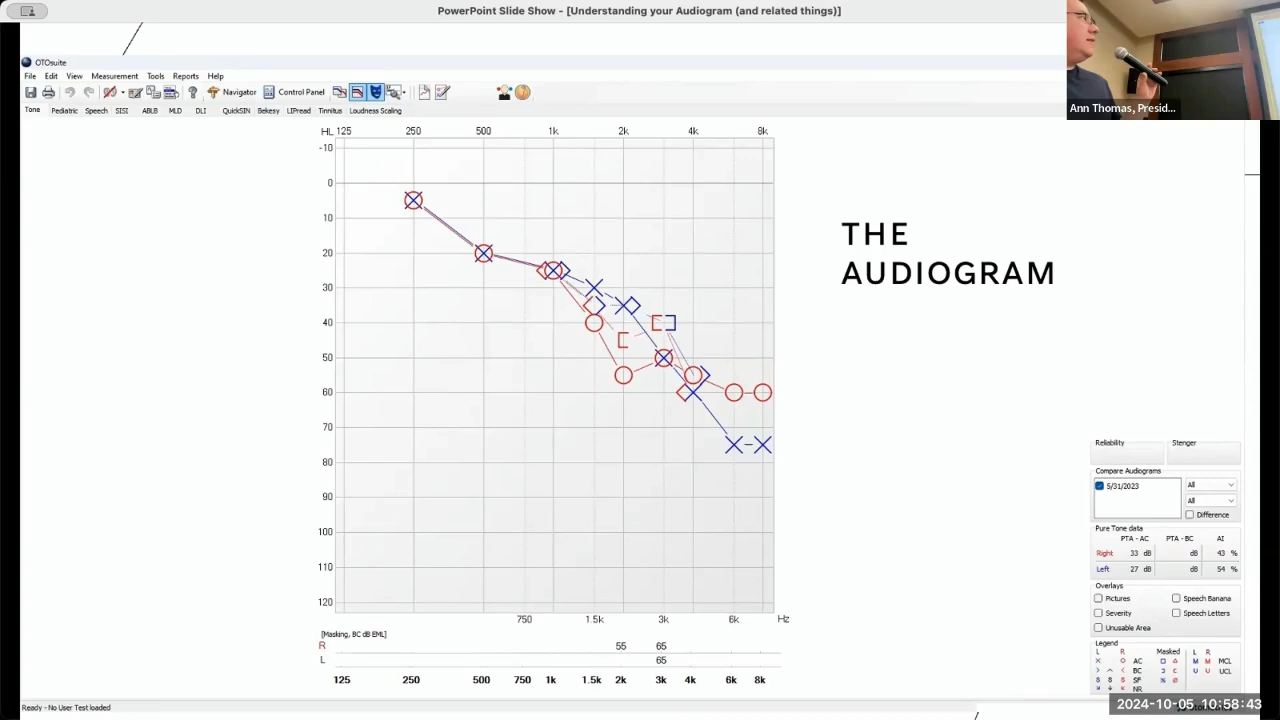 PowerPoint Slide Show - [Understanding your Audiogram (and related things)]
Ann Thomas, Presid...
OTOsuite
File Edit View Measurement Tools Reports Help
Navigator Control Panel
Tone Pediatric Speech SISI ABLB MLD DLI QuickSIN Bekesy LIPread Tinnitus Loudness Scaling
HL 125 250 500 1k 2k 4k 8k
-10
0
10
20
30
40
50
60
70
80
90
100
110
120
750 1.5k 3k 6k Hz
THE
AUDIOGRAM
[Masking, BC dB EML]
R 55 65
L 65
125 250 500 750 1k 1.5k 2k 3k 4k 6k 8k
Reliability Stenger
Compare Audiograms
5/31/2023 All
All
Difference
Pure Tone data
PTA - AC PTA - BC AI
Right 33 dB dB 43 %
Left 27 dB dB 54 %
Overlays
Pictures Speech Banana
Severity Speech Letters
Unusable Area
Legend
L R Masked L R
AC M M MCL
BC U U UCL
SF
NR
Ready - No User Test loaded
2024-10-05 10:58:43